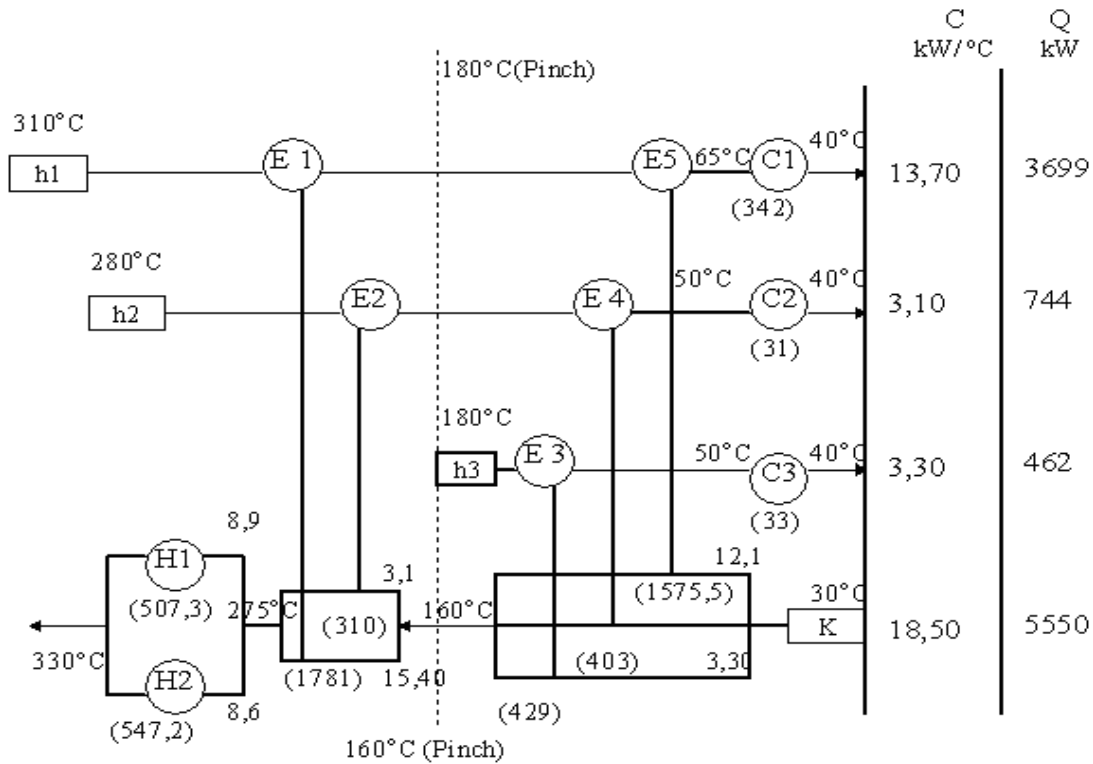 C
Q
kW/°C
kW
180°C(Pinch)
310°C
h1
E 1
E5
65°C
C1
40°C
(342)
13,70
3699
280°C
h2
E2
E 4
50°C
C2
40°C
(31)
3,10
744
180°C
h3
E 3
50°C
C3
40°C
(33)
3,30
462
8,9
H1
(507,3)
275°C
3,1
(310)
160°C
12,1
(1575,5)
30°C
K
18,50
5550
330°C
H2
(547,2)
8,6
(1781)
15,40
(403)
3,30
(429)
160°C (Pinch)